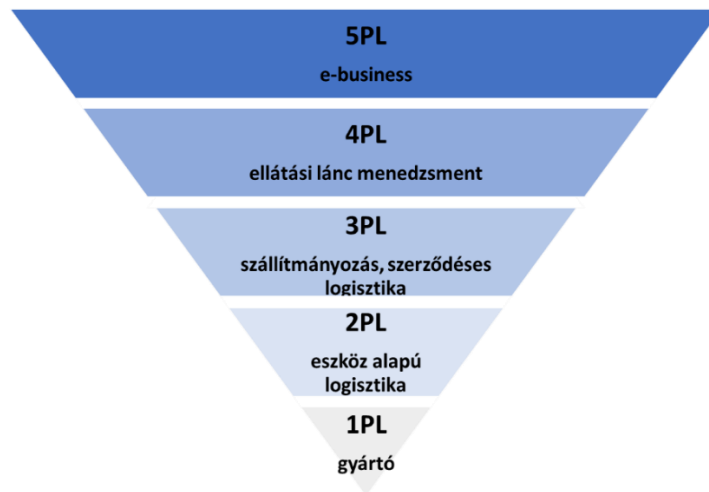 5PL
e-business
4PL
ellátási lánc menedzsment
3PL
szállítmányozás, szerződéses
logisztika
2PL
eszköz alapú
logisztika
1PL
gyártó